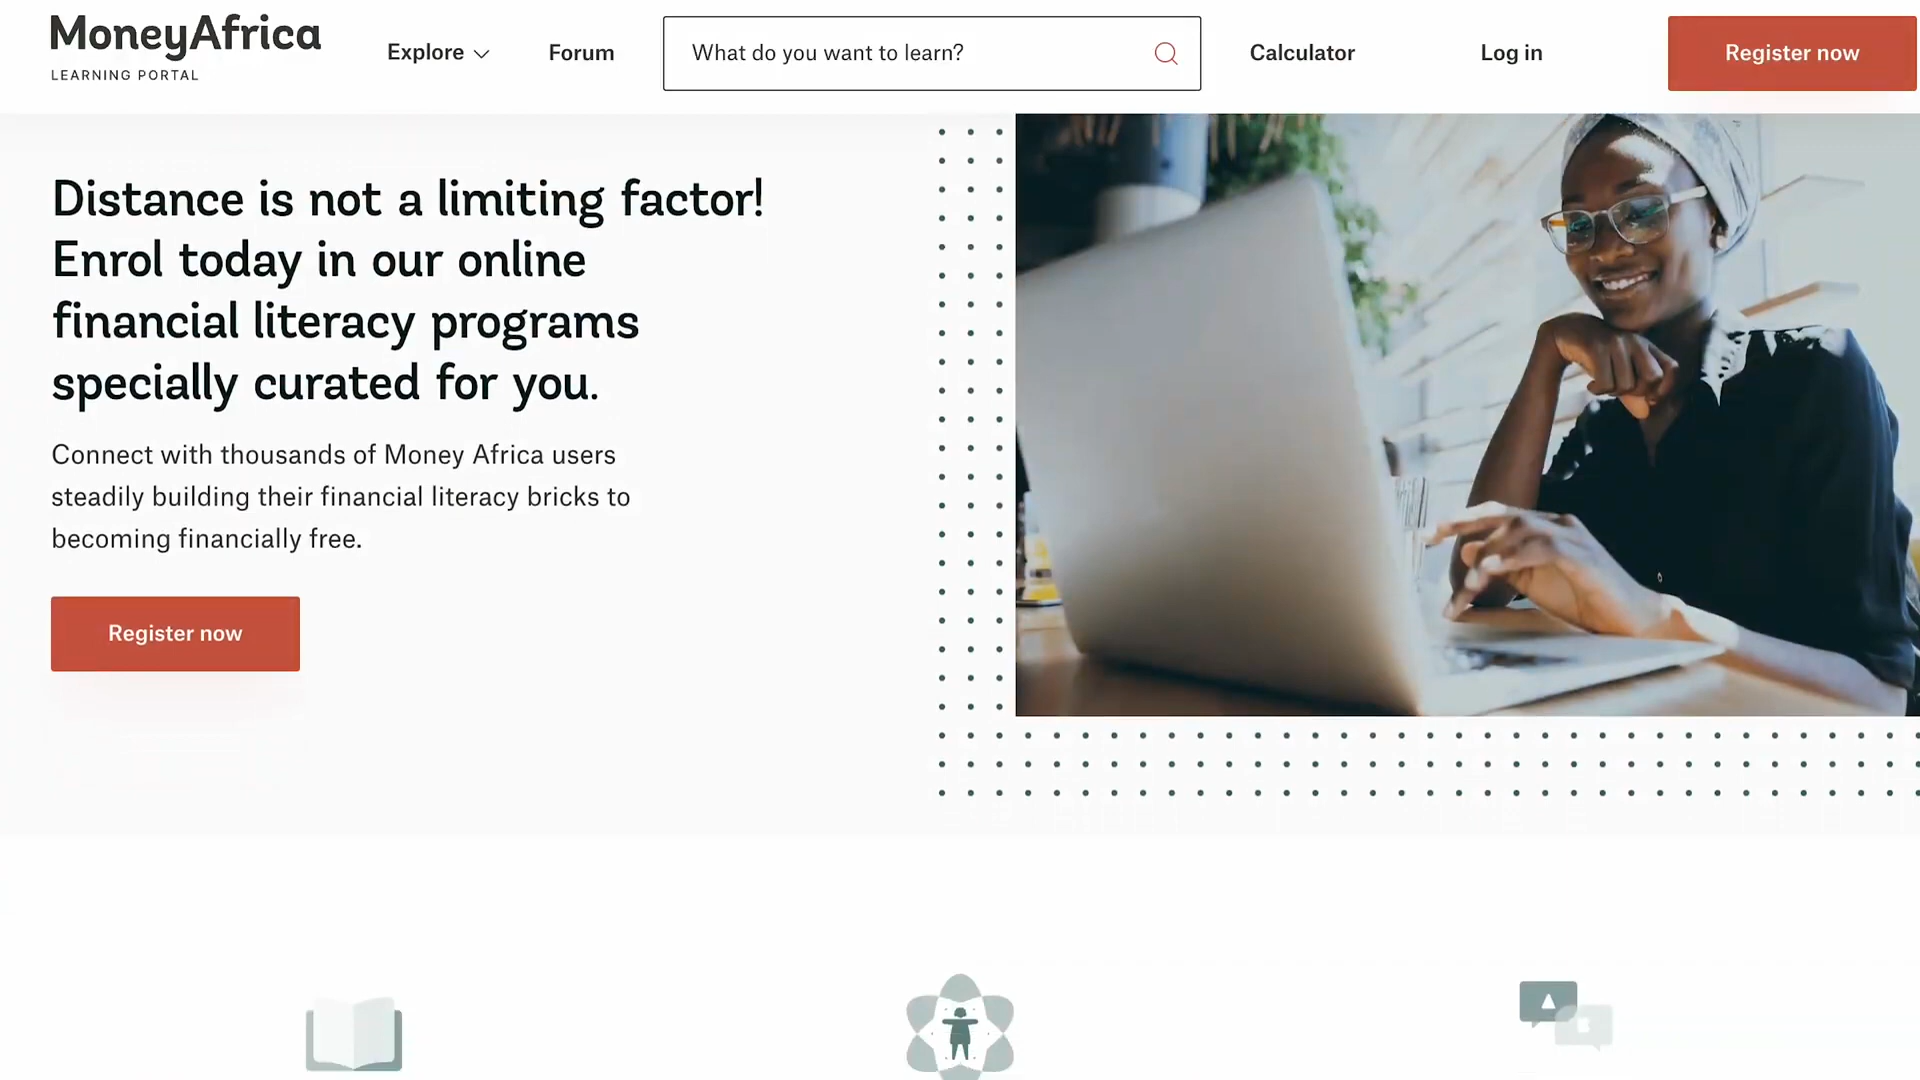 MoneyAfrica
LEARNING PORTAL
Explore
Forum
What do you want to learn?
Calculator
Log in
Register now
Distance is not a limiting factor!
Enrol today in our online
financial literacy programs
specially curated for you.
Connect with thousands of Money Africa users
steadily building their financial literacy bricks to
becoming financially free.
Register now